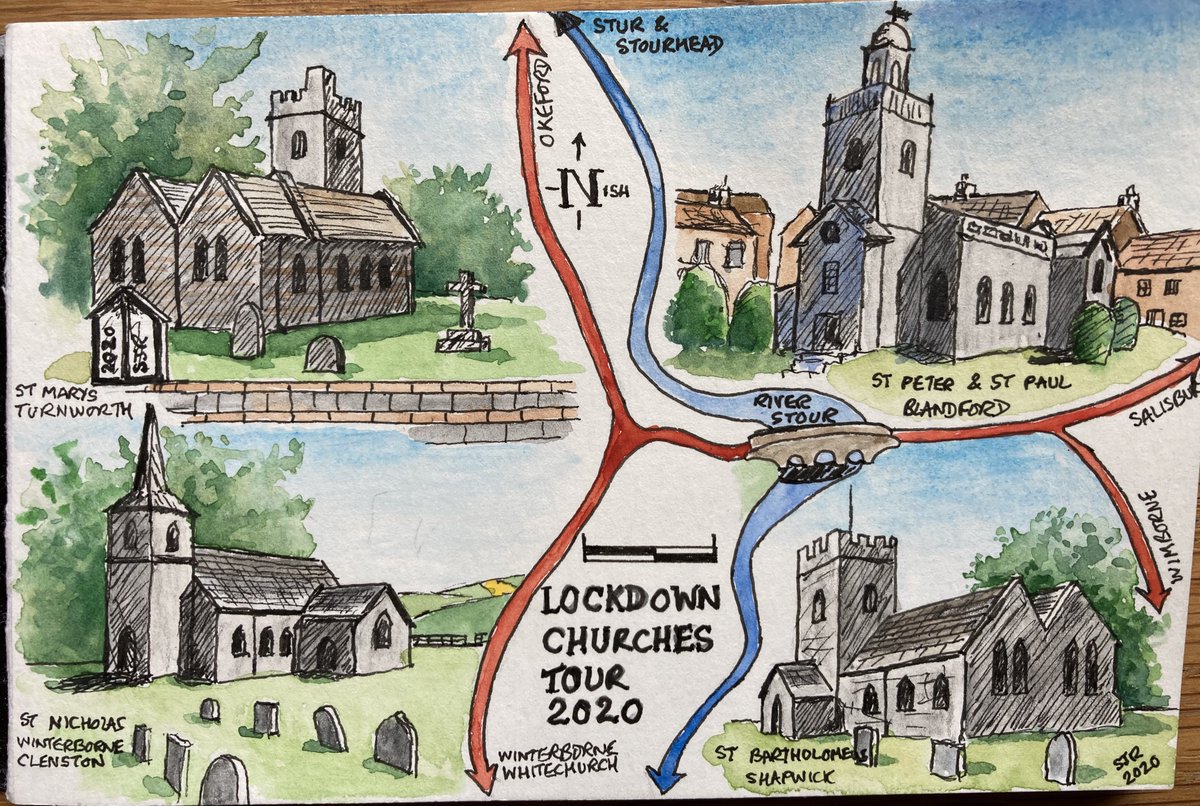 STUR &
STOURHEAD
OKEFORD
N ISH
2020
SJR
ST MARYS
TURNWORTH
ST PETER & ST PAUL
BLANDFORD
RIVER
STOUR
SALISBU
WIMBORNE
LOCKDOWN
CHURCHES
TOUR
2020
ST NICHOLAS
WINTERBORNE
CLENSTON
WINTERBORNE
WHITECHURCH
ST BARTHOLOMEWS
SHAPWICK
SJR
2020